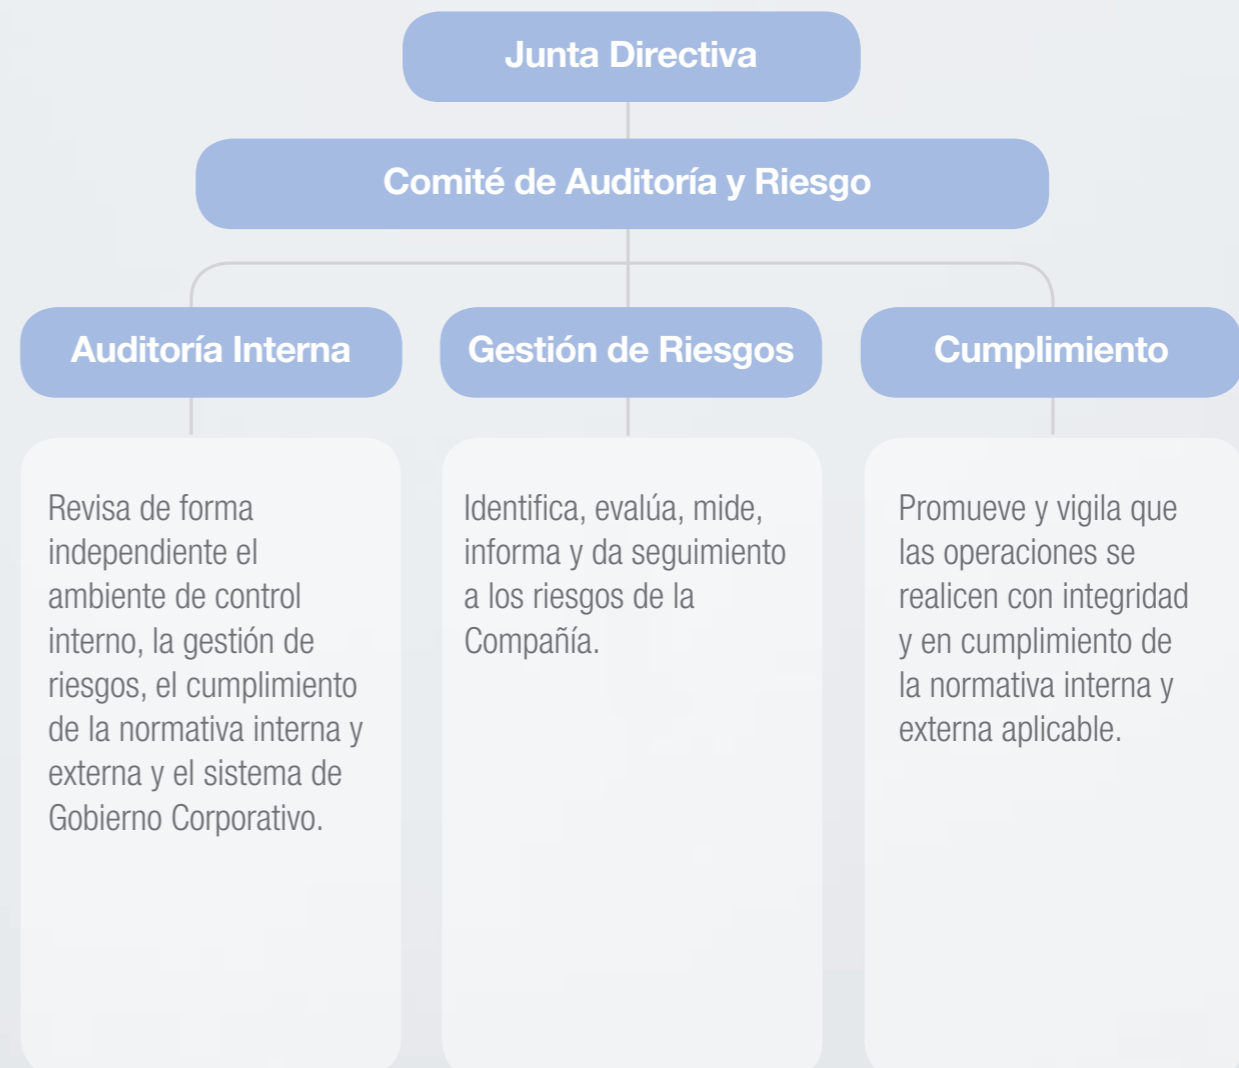 Junta Directiva
Comité de Auditoría y Riesgo
Auditoría Interna
Gestión de Riesgos
Cumplimiento
Revisa de forma
independiente el
ambiente de control
interno, la gestión de
riesgos, el cumplimiento
de la normativa interna y
externa y el sistema de
Gobierno Corporativo.
Identifica, evalúa, mide,
informa y da seguimiento
a los riesgos de la
Compañía.
Promueve y vigila que
las operaciones se
realicen con integridad
y en cumplimiento de
la normativa interna y
externa aplicable.